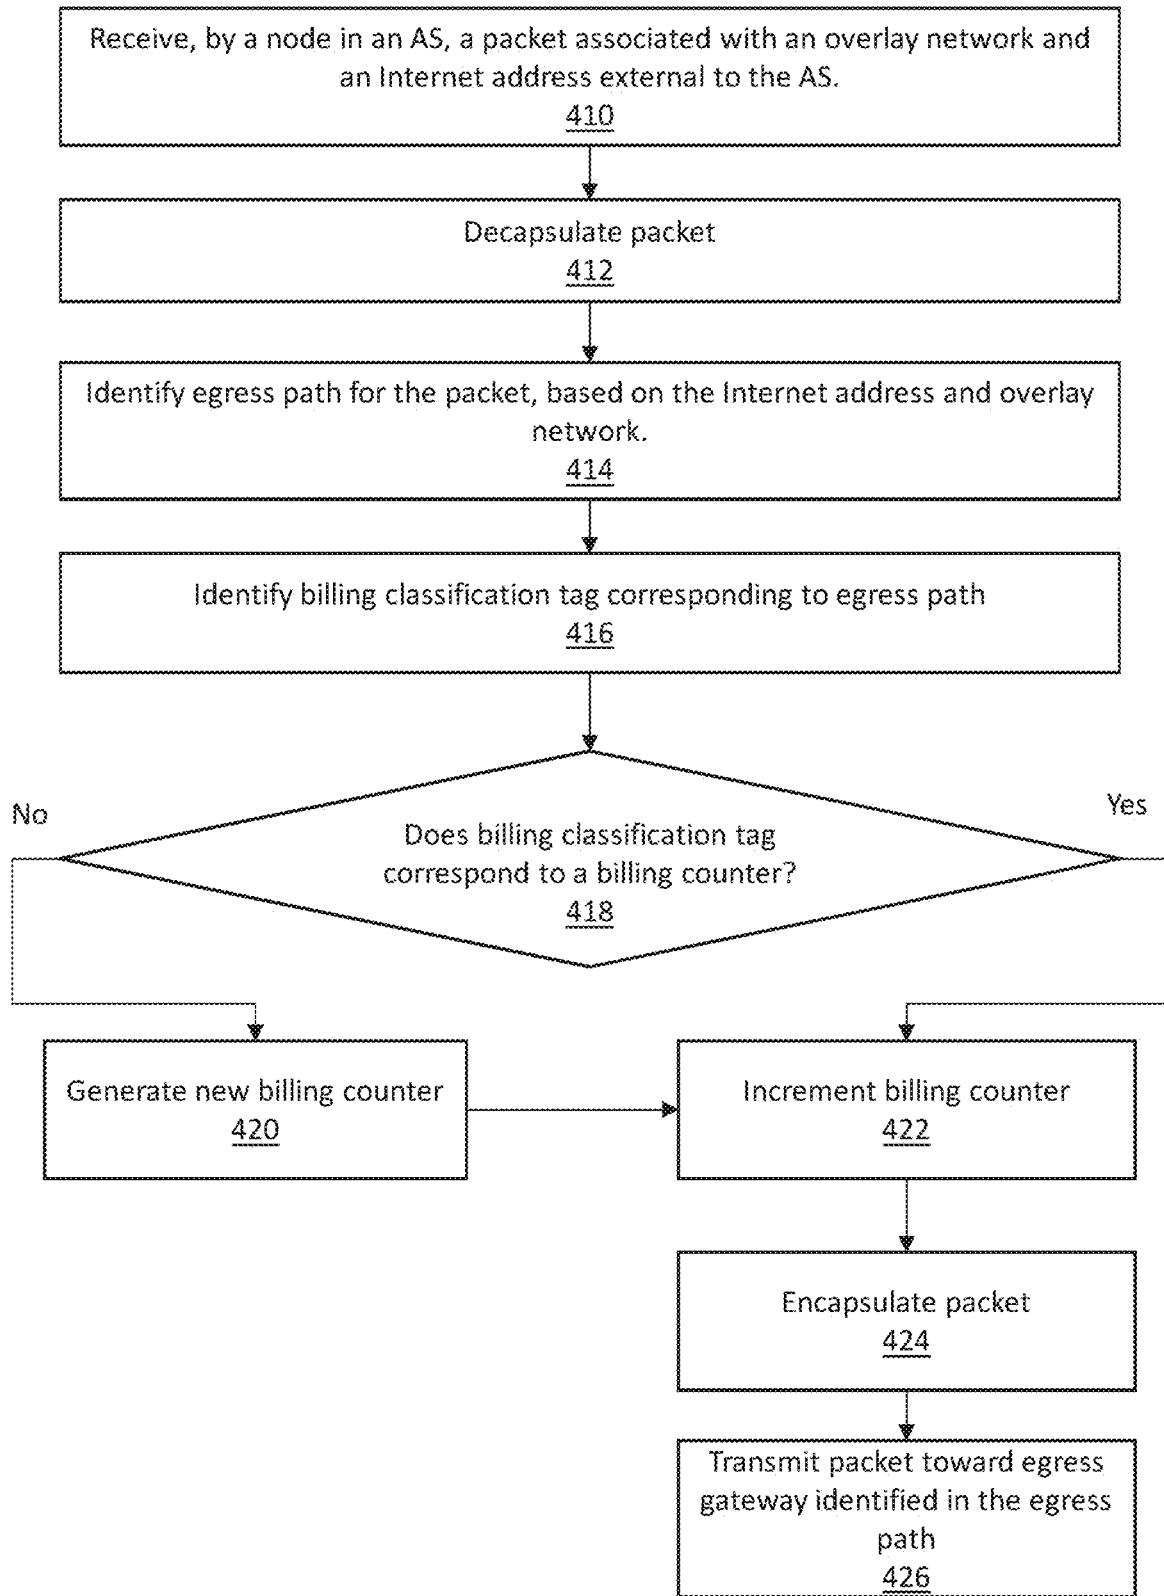 Receive, by a node in an AS, a packet associated with an overlay network and
an Internet address external to the AS.
410
Decapsulate packet
412
Identify egress path for the packet, based on the Internet address and overlay
network.
414
Identify billing classification tag corresponding to egress path
416
No
Yes
Does billing classification tag
correspond to a billing counter?
418
Generate new billing counter
420
Increment billing counter
422
Encapsulate packet
424
Transmit packet toward egress
gateway identified in the egress
path
426